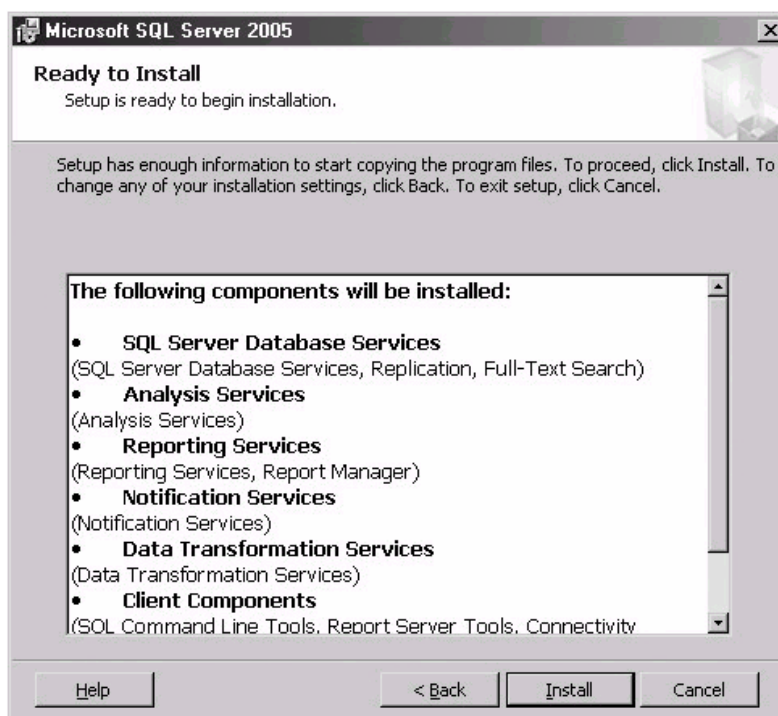 Microsoft SQL Server 2005
Ready to Install
Setup is ready to begin installation.
Setup has enough information to start copying the program files. To proceed, click Install. To
change any of your installation settings, click Back. To exit setup, click Cancel.
The following components will be installed:
• SQL Server Database Services
(SQL Server Database Services, Replication, Full-Text Search)
• Analysis Services
(Analysis Services)
• Reporting Services
(Reporting Services, Report Manager)
• Notification Services
(Notification Services)
• Data Transformation Services
(Data Transformation Services)
• Client Components
(SQL Command Line Tools, Report Server Tools, Connectivity
Help
< Back
Install
Cancel